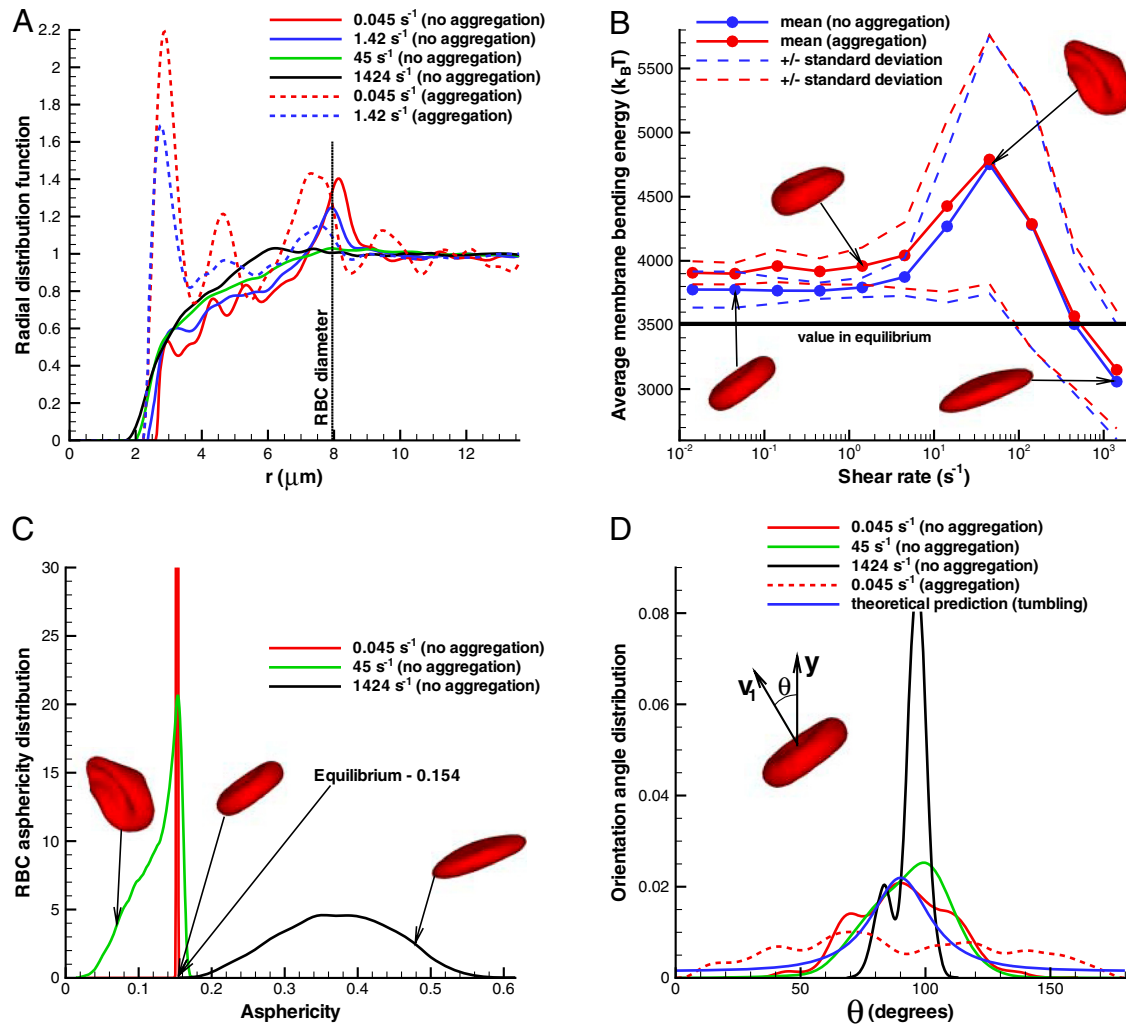 A
0.045 s⁻¹ (no aggregation)
1.42 s⁻¹ (no aggregation)
45 s⁻¹ (no aggregation)
1424 s⁻¹ (no aggregation)
0.045 s⁻¹ (aggregation)
1.42 s⁻¹ (aggregation)
Radial distribution function
2.2
2
1.8
1.6
1.4
1.2
1
0.8
0.6
0.4
0.2
0
RBC diameter
0 2 4 6 8 10 12
r (μm)
B
mean (no aggregation)
mean (aggregation)
+/- standard deviation
+/- standard deviation
Average membrane bending energy (k_BT)
5500
5000
4500
4000
3500
3000
value in equilibrium
10⁻² 10⁻¹ 10⁰ 10¹ 10² 10³
Shear rate (s⁻¹)
C
0.045 s⁻¹ (no aggregation)
45 s⁻¹ (no aggregation)
1424 s⁻¹ (no aggregation)
RBC asphericity distribution
30
25
20
15
10
5
0
Equilibrium - 0.154
0 0.1 0.2 0.3 0.4 0.5 0.6
Asphericity
D
0.045 s⁻¹ (no aggregation)
45 s⁻¹ (no aggregation)
1424 s⁻¹ (no aggregation)
0.045 s⁻¹ (aggregation)
theoretical prediction (tumbling)
Orientation angle distribution
0.08
0.06
0.04
0.02
0
v₁ θ y
0 50 100 150
θ (degrees)